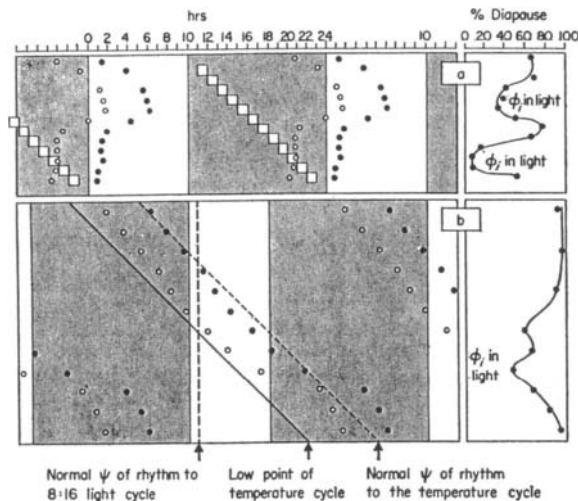 hrs
% Diapause
0 2 4 6 8 10 12 14 16 18 20 22 24
10
0 20 40 60 80 100
a
ϕi in light
ϕi in light
b
ϕi in light
Normal ψ of rhythm to 8:16 light cycle
Low point of temperature cycle
Normal ψ of rhythm to the temperature cycle